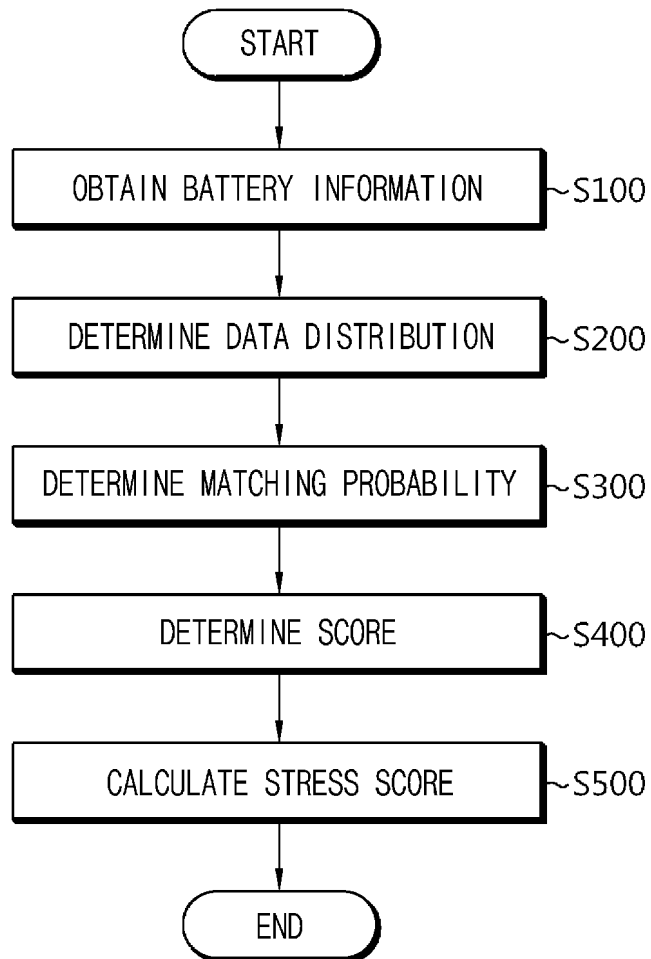 START
OBTAIN BATTERY INFORMATION ~S100
DETERMINE DATA DISTRIBUTION ~S200
DETERMINE MATCHING PROBABILITY ~S300
DETERMINE SCORE ~S400
CALCULATE STRESS SCORE ~S500
END